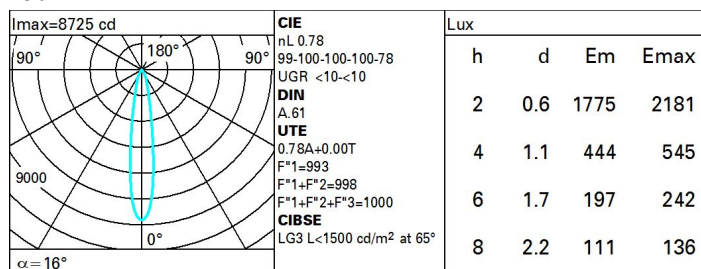 Imax=8725 cd
90°
180°
90°
9000
0°
α=16°
CIE
nL 0.78
99-100-100-100-78
UGR <10-<10
DIN
A.61
UTE
0.78A+0.00T
F"1=993
F"1+F"2=998
F"1+F"2+F"3=1000
CIBSE
LG3 L<1500 cd/m² at 65°
Lux
h d Em Emax
2 0.6 1775 2181
4 1.1 444 545
6 1.7 197 242
8 2.2 111 136